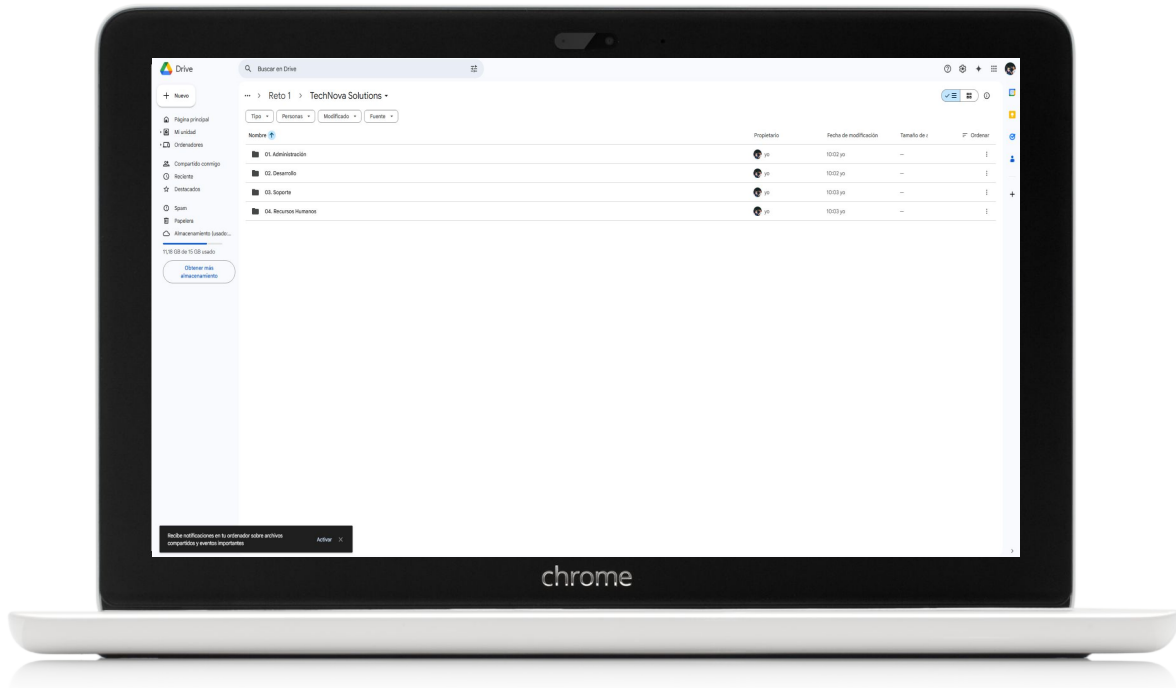 Drive
Buscar en Drive
Nuevo
Reto 1 > TechNova Solutions
Tipo Personas Modificado Fuente
Página principal
Mi unidad
Ordenadores
Compartido conmigo
Reciente
Destacados
Spam
Papelera
Almacenamiento (usado:...
11,18 GB de 15 GB usado
Obtener más
almacenamiento
Nombre Propietario Fecha de modificación Tamaño de Ordenar
01. Administración yo 10:02 yo —
02. Desarrollo yo 10:02 yo —
03. Soporte yo 10:03 yo —
04. Recursos Humanos yo 10:03 yo —
Recibe notificaciones en tu ordenador sobre archivos
compartidos y eventos importantes
Activar
chrome